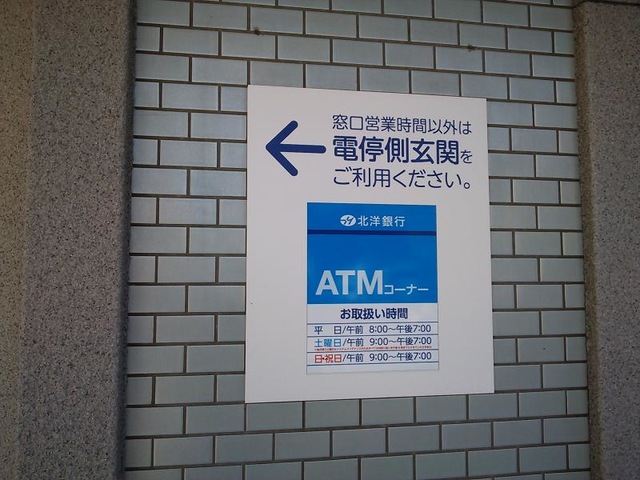 窓口営業時間以外は
電停側玄関を
ご利用ください。
北洋銀行
ATMコーナー
お取扱い時間
平 日/午前 8:00～午後7:00
土曜日/午前 9:00～午後7:00
日・祝日/午前 9:00～午後7:00